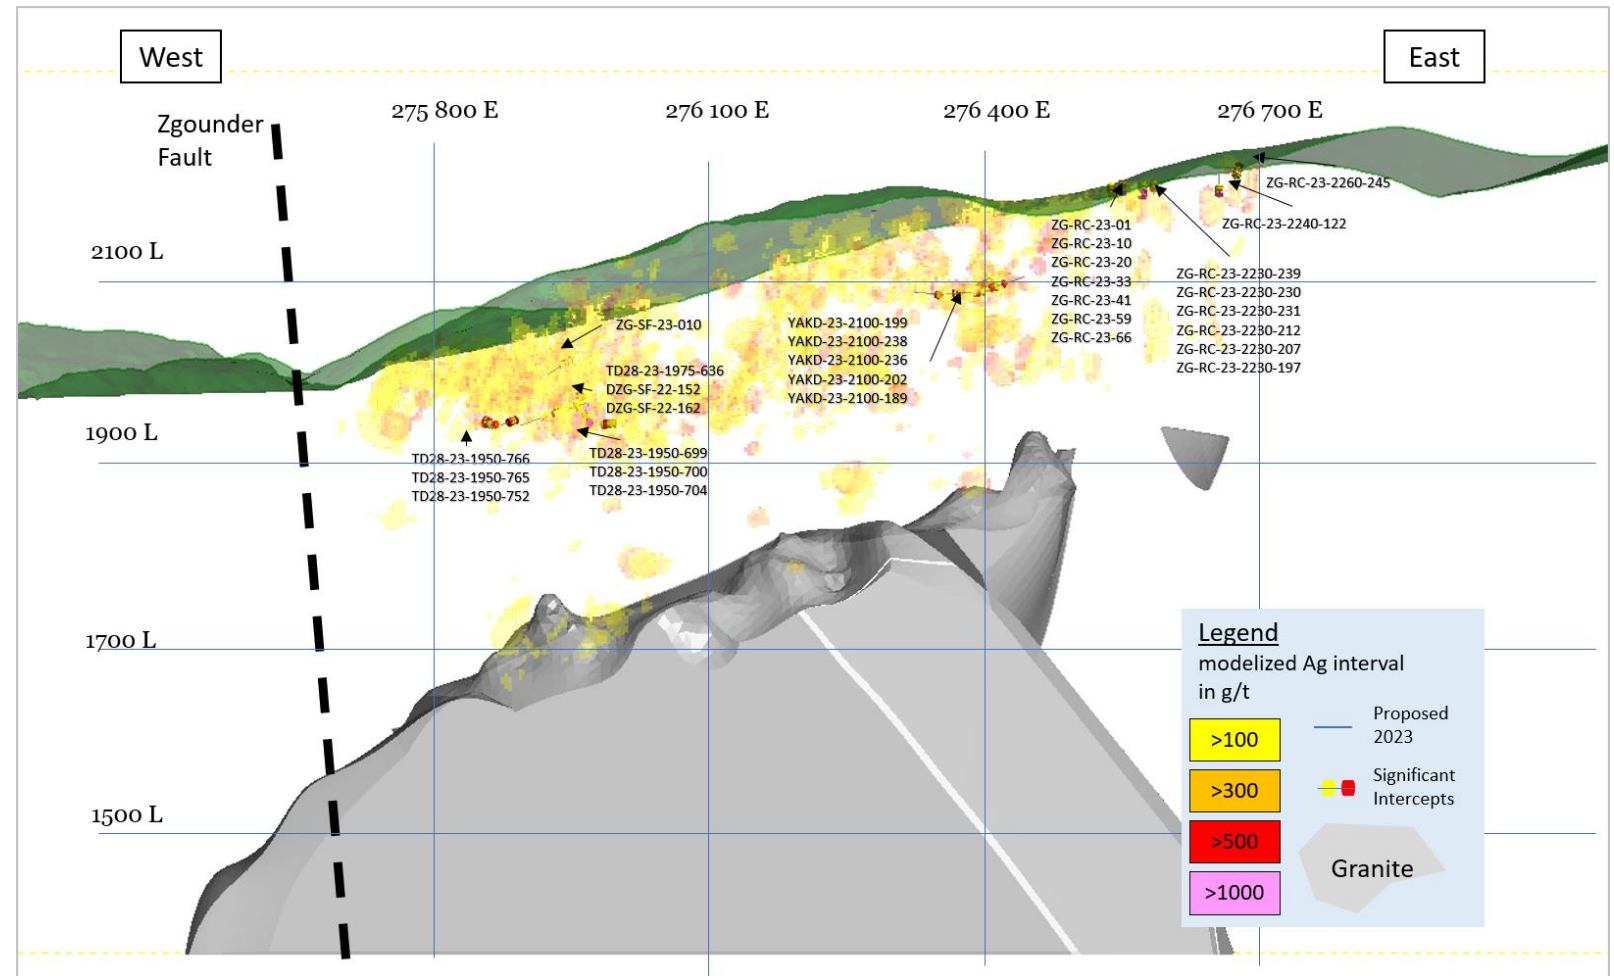 West
East
275 800 E
276 100 E
276 400 E
276 700 E
Zgounder
Fault
ZG-RC-23-2260-245
ZG-RC-23-2240-122
ZG-RC-23-01
ZG-RC-23-10
ZG-RC-23-20
ZG-RC-23-33
ZG-RC-23-41
ZG-RC-23-59
ZG-RC-23-66
ZG-RC-23-2230-239
ZG-RC-23-2230-230
ZG-RC-23-2230-231
ZG-RC-23-2230-212
ZG-RC-23-2230-207
ZG-RC-23-2230-197
2100 L
ZG-SF-23-010
YAKD-23-2100-199
YAKD-23-2100-238
YAKD-23-2100-236
YAKD-23-2100-202
YAKD-23-2100-189
TD28-23-1975-636
DZG-SF-22-152
DZG-SF-22-162
1900 L
TD28-23-1950-766
TD28-23-1950-765
TD28-23-1950-752
TD28-23-1950-699
TD28-23-1950-700
TD28-23-1950-704
1700 L
1500 L
Legend
modelized Ag interval
in g/t
>100
>300
>500
>1000
Proposed
2023
Significant
Intercepts
Granite